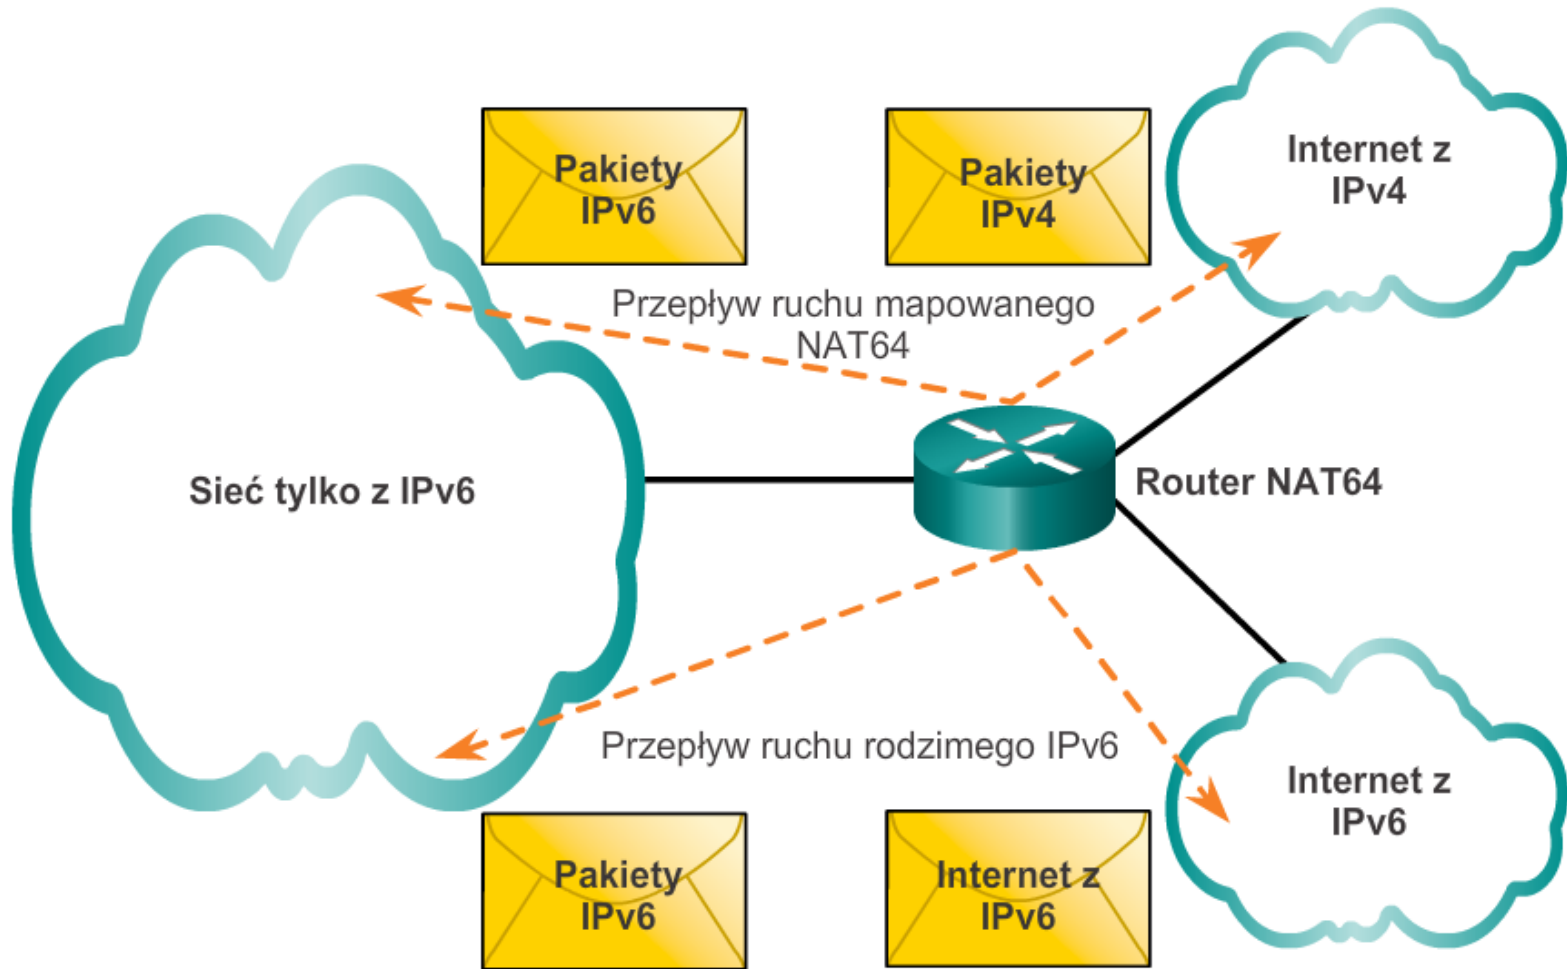 Pakiety
IPv6
Pakiety
IPv4
Internet z
IPv4
Przepływ ruchu mapowanego
NAT64
Sieć tylko z IPv6
Router NAT64
Przepływ ruchu rodzimego IPv6
Internet z
IPv6
Pakiety
IPv6
Internet z
IPv6